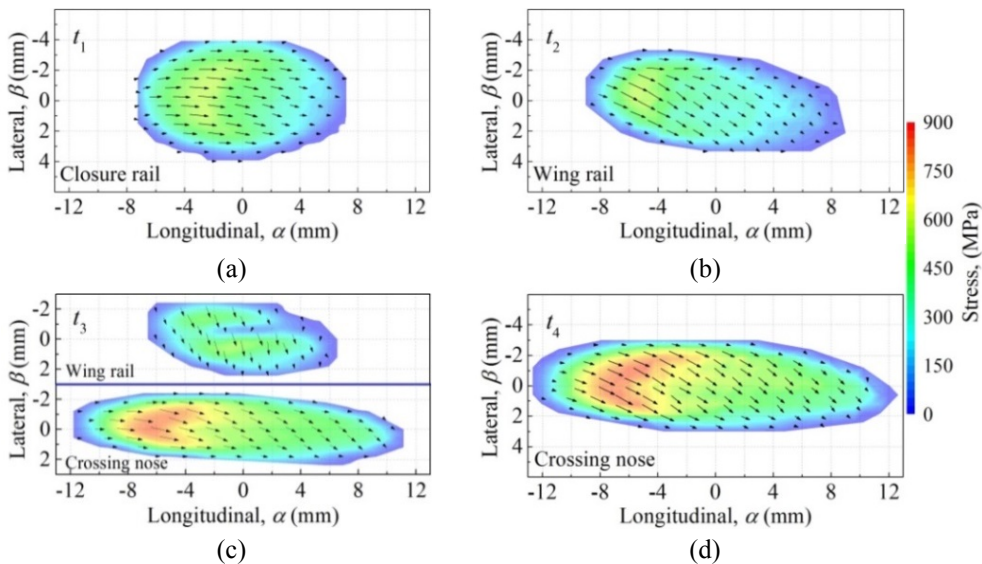 t1
-4
-2
0
2
4
Lateral, β (mm)
Closure rail
-12 -8 -4 0 4 8 12
Longitudinal, α (mm)
(a)
t2
-4
-2
0
2
4
Lateral, β (mm)
Wing rail
-12 -8 -4 0 4 8 12
Longitudinal, α (mm)
(b)
t3
-2
0
2
Wing rail
-2
0
2
Lateral, β (mm)
Crossing nose
-12 -8 -4 0 4 8 12
Longitudinal, α (mm)
(c)
t4
-4
-2
0
2
4
Lateral, β (mm)
Crossing nose
-12 -8 -4 0 4 8 12
Longitudinal, α (mm)
(d)
900
750
600
450
300
150
0
Stress, (MPa)